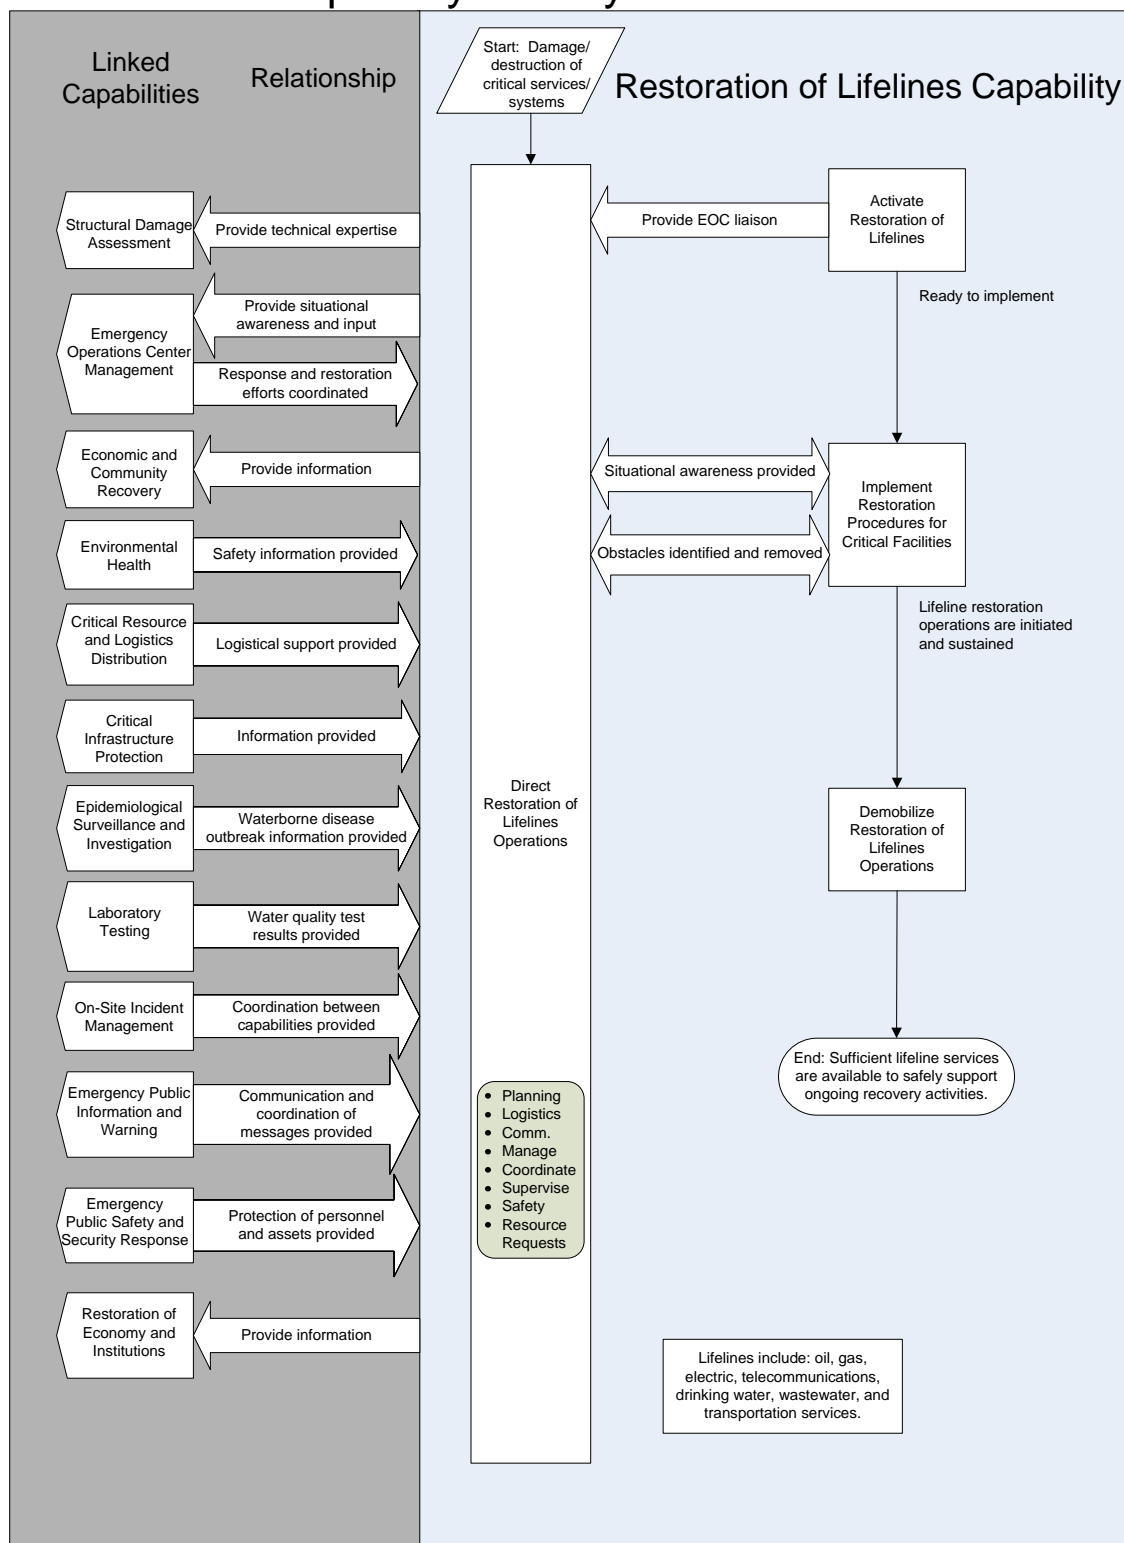 Linked
Capabilities
Relationship
Start:  Damage/
destruction of
critical services/
systems
Restoration of Lifelines Capability
Structural Damage
Assessment
Provide technical expertise
Provide EOC liaison
Activate
Restoration of
Lifelines
Ready to implement
Emergency
Operations Center
Management
Provide situational
awareness and input
Response and restoration
efforts coordinated
Economic and
Community
Recovery
Provide information
Situational awareness provided
Obstacles identified and removed
Implement
Restoration
Procedures for
Critical Facilities
Environmental
Health
Safety information provided
Lifeline restoration
operations are initiated
and sustained
Critical Resource
and Logistics
Distribution
Logistical support provided
Critical
Infrastructure
Protection
Information provided
Epidemiological
Surveillance and
Investigation
Waterborne disease
outbreak information provided
Direct
Restoration of
Lifelines
Operations
Demobilize
Restoration of
Lifelines
Operations
Laboratory
Testing
Water quality test
results provided
On-Site Incident
Management
Coordination between
capabilities provided
End: Sufficient lifeline services
are available to safely support
ongoing recovery activities.
Emergency Public
Information and
Warning
Communication and
coordination of
messages provided
• Planning
• Logistics
• Comm.
• Manage
• Coordinate
• Supervise
• Safety
• Resource
Requests
Emergency
Public Safety and
Security Response
Protection of personnel
and assets provided
Restoration of
Economy and
Institutions
Provide information
Lifelines include: oil, gas,
electric, telecommunications,
drinking water, wastewater, and
transportation services.